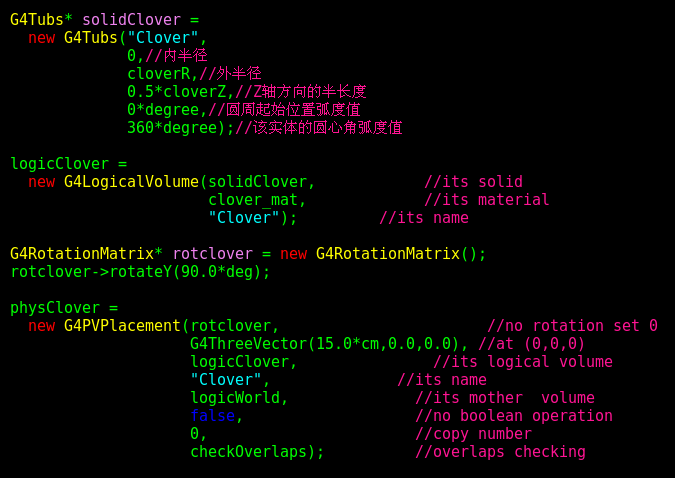 G4Tubs* solidClover =
new G4Tubs("Clover",
0,//内半径
cloverR,//外半径
0.5*cloverZ,//Z轴方向的半长度
0*degree,//圆周起始位置弧度值
360*degree);//该实体的圆心角弧度值
logicClover =
new G4LogicalVolume(solidClover, //its solid
clover_mat, //its material
"Clover"); //its name
G4RotationMatrix* rotclover = new G4RotationMatrix();
rotclover->rotateY(90.0*deg);
physClover =
new G4PVPlacement(rotclover, //no rotation set 0
G4ThreeVector(15.0*cm,0.0,0.0), //at (0,0,0)
logicClover, //its logical volume
"Clover", //its name
logicWorld, //its mother  volume
false, //no boolean operation
0, //copy number
checkOverlaps); //overlaps checking